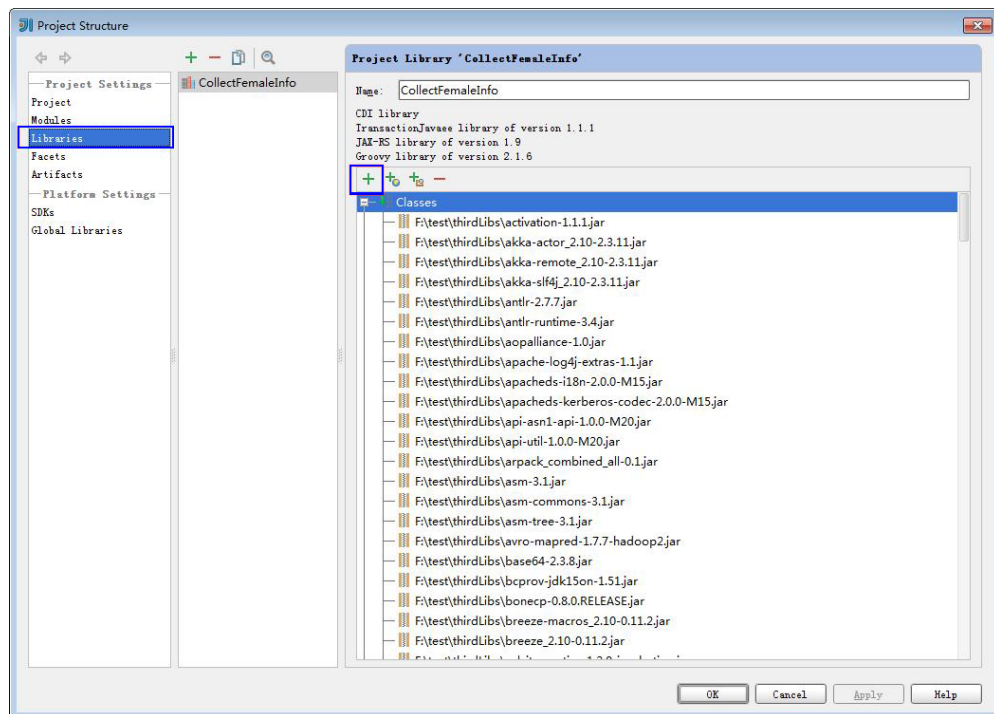 Project Structure
Project Settings
Project
Modules
Libraries
Facets
Artifacts
Platform Settings
SDKs
Global Libraries
CollectFemaleInfo
Project Library 'CollectFemaleInfo'
Name: CollectFemaleInfo
CDI library
TransactionJavaee library of version 1.1.1
JAX-RS library of version 1.9
Groovy library of version 2.1.6
Classes
F:\test\thirdLibs\activation-1.1.1.jar
F:\test\thirdLibs\akka-actor_2.10-2.3.11.jar
F:\test\thirdLibs\akka-remote_2.10-2.3.11.jar
F:\test\thirdLibs\akka-slf4j_2.10-2.3.11.jar
F:\test\thirdLibs\antlr-2.7.7.jar
F:\test\thirdLibs\antlr-runtime-3.4.jar
F:\test\thirdLibs\aopalliance-1.0.jar
F:\test\thirdLibs\apache-log4j-extras-1.1.jar
F:\test\thirdLibs\apacheds-i18n-2.0.0-M15.jar
F:\test\thirdLibs\apacheds-kerberos-codec-2.0.0-M15.jar
F:\test\thirdLibs\api-asn1-api-1.0.0-M20.jar
F:\test\thirdLibs\api-util-1.0.0-M20.jar
F:\test\thirdLibs\arpack_combined_all-0.1.jar
F:\test\thirdLibs\asm-3.1.jar
F:\test\thirdLibs\asm-commons-3.1.jar
F:\test\thirdLibs\asm-tree-3.1.jar
F:\test\thirdLibs\avro-mapred-1.7.7-hadoop2.jar
F:\test\thirdLibs\base64-2.3.8.jar
F:\test\thirdLibs\bcprov-jdk15on-1.51.jar
F:\test\thirdLibs\bonecp-0.8.0.RELEASE.jar
F:\test\thirdLibs\breeze-macros_2.10-0.11.2.jar
F:\test\thirdLibs\breeze_2.10-0.11.2.jar
OK
Cancel
Apply
Help